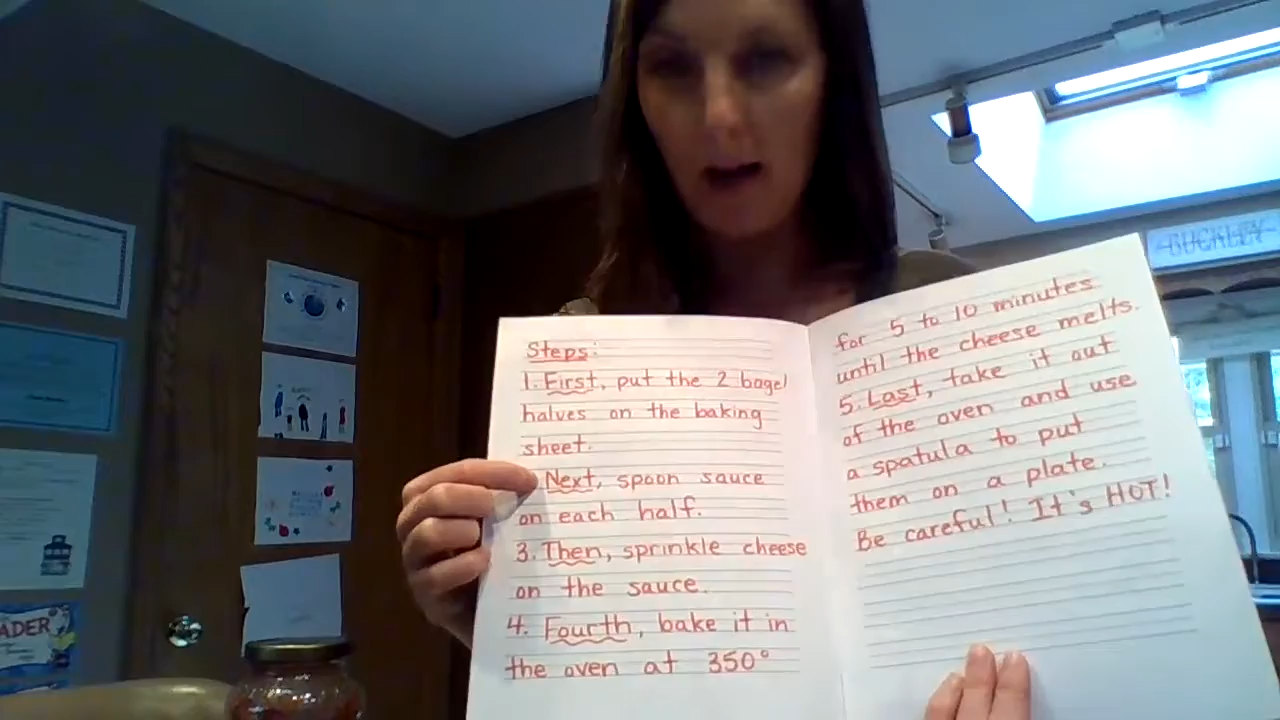 Steps:
1. First, put the 2 bagel
halves on the baking
sheet.
Next, spoon sauce
on each half.
3. Then, sprinkle cheese
on the sauce.
4. Fourth, bake it in
the oven at 350°
for 5 to 10 minutes
until the cheese melts.
5. Last, take it out
of the oven and use
a spatula to put
them on a plate.
Be careful! It's HOT!
BUCKLEY
ADER